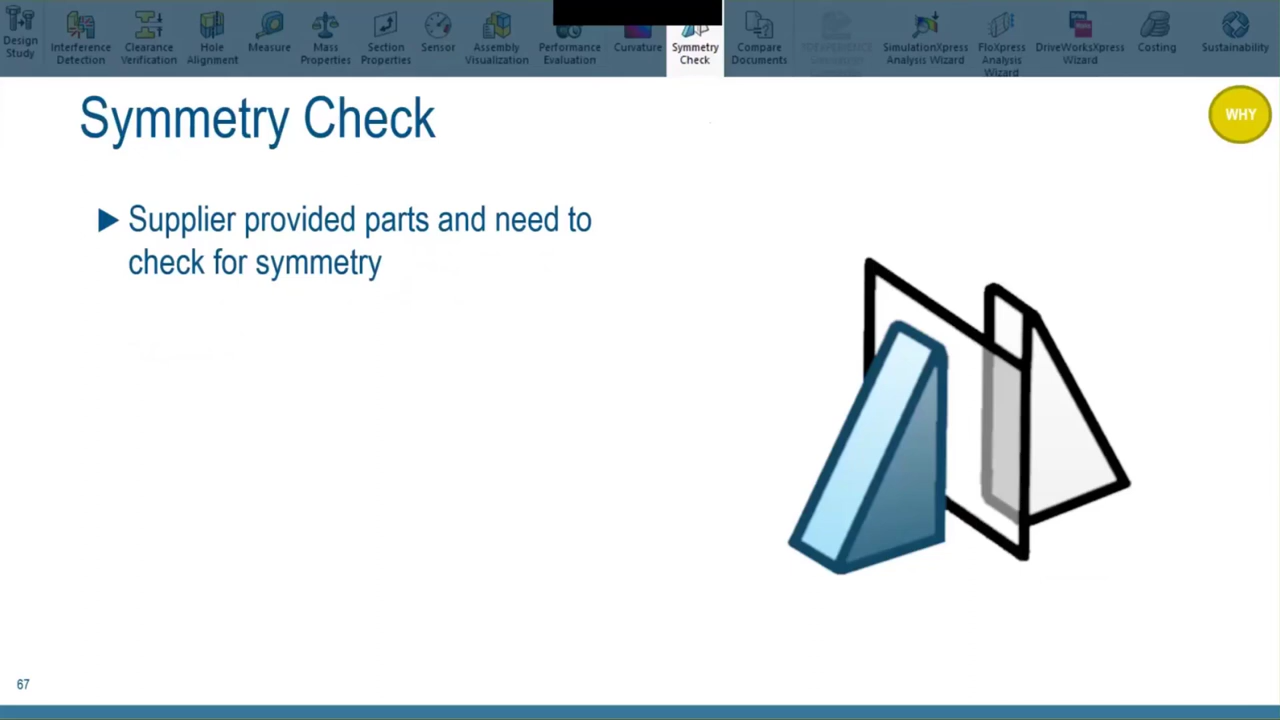 Design
Study
Interference
Detection
Clearance
Verification
Hole
Alignment
Measure
Mass
Properties
Section
Properties
Sensor
Assembly
Visualization
Performance
Evaluation
Curvature
Symmetry
Check
Compare
Documents
SimulationXpress
Analysis Wizard
FloXpress
Analysis
Wizard
DriveWorksXpress
Wizard
Costing
Sustainability
Symmetry Check
WHY
Supplier provided parts and need to
check for symmetry
67